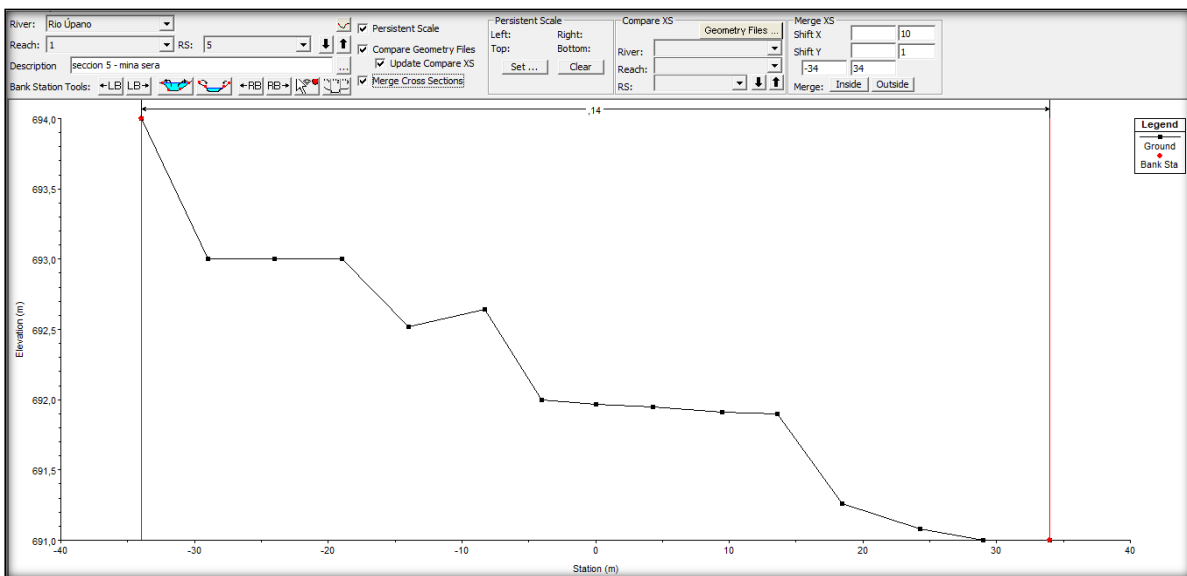 River: Rio Úpano
Reach: 1 RS: 5
Description seccion 5 - mina sera ...
Bank Station Tools: LB LB RB RB
Persistent Scale
Compare Geometry Files
Update Compare XS
Merge Cross Sections
Persistent Scale
Left: Right:
Top: Bottom:
Set ... Clear
Compare XS
Geometry Files ...
River:
Reach:
RS:
Merge XS
Shift X 10
Shift Y 1
-34 34
Merge: Inside Outside
,14
Legend
Ground
Bank Sta
694,0
693,5
693,0
692,5
692,0
691,5
691,0
Elevation (m)
-40 -30 -20 -10 0 10 20 30 40
Station (m)